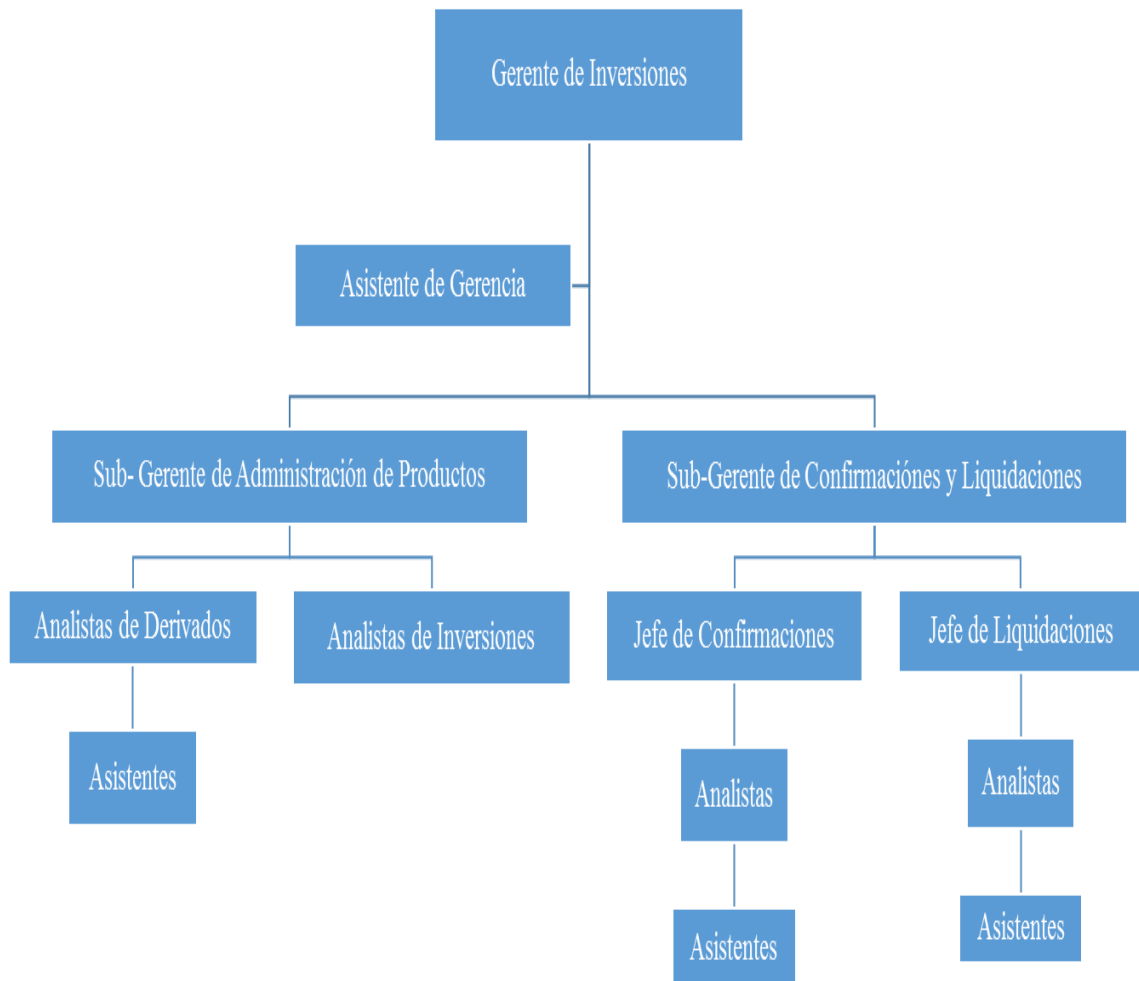 Gerente de Inversiones
Asistente de Gerencia
Sub- Gerente de Administración de Productos
Sub-Gerente de Confirmaciónes y Liquidaciones
Analistas de Derivados
Analistas de Inversiones
Jefe de Confirmaciones
Jefe de Liquidaciones
Asistentes
Analistas
Analistas
Asistentes
Asistentes